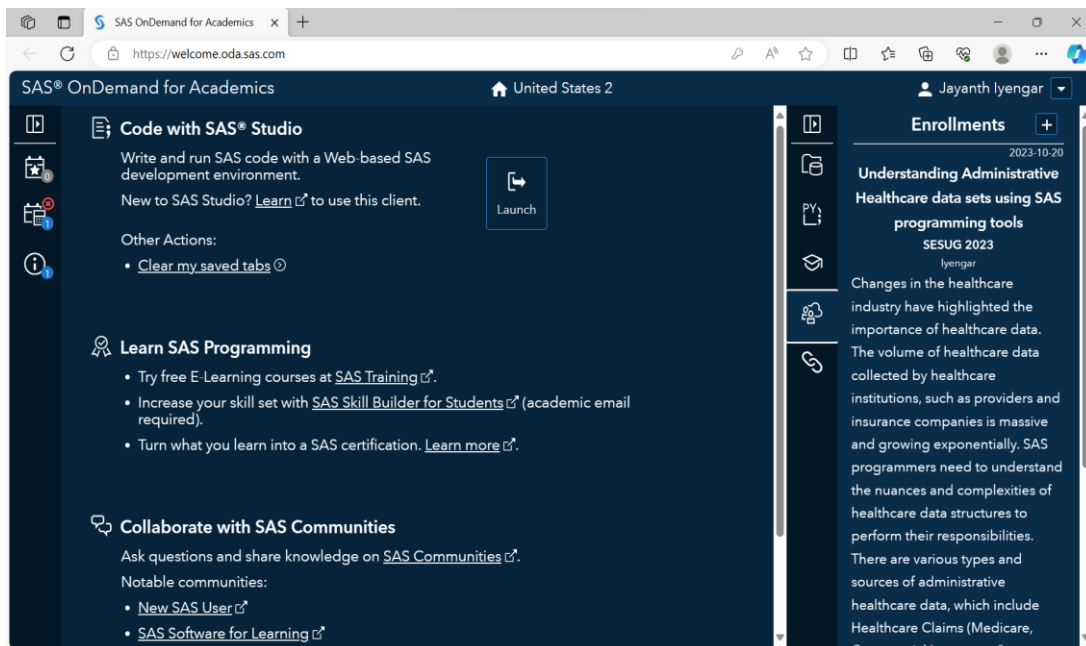 SAS OnDemand for Academics
https://welcome.oda.sas.com
SAS® OnDemand for Academics
United States 2
Jayanth Iyengar
Code with SAS® Studio
Write and run SAS code with a Web-based SAS
development environment.
New to SAS Studio? Learn to use this client.
Launch
Other Actions:
• Clear my saved tabs
Learn SAS Programming
• Try free E-Learning courses at SAS Training.
• Increase your skill set with SAS Skill Builder for Students (academic email
required).
• Turn what you learn into a SAS certification. Learn more.
Collaborate with SAS Communities
Ask questions and share knowledge on SAS Communities.
Notable communities:
• New SAS User
• SAS Software for Learning
0
1
1
PY
Enrollments
2023-10-20
Understanding Administrative
Healthcare data sets using SAS
programming tools
SESUG 2023
Iyengar
Changes in the healthcare
industry have highlighted the
importance of healthcare data.
The volume of healthcare data
collected by healthcare
institutions, such as providers and
insurance companies is massive
and growing exponentially. SAS
programmers need to understand
the nuances and complexities of
healthcare data structures to
perform their responsibilities.
There are various types and
sources of administrative
healthcare data, which include
Healthcare Claims (Medicare,